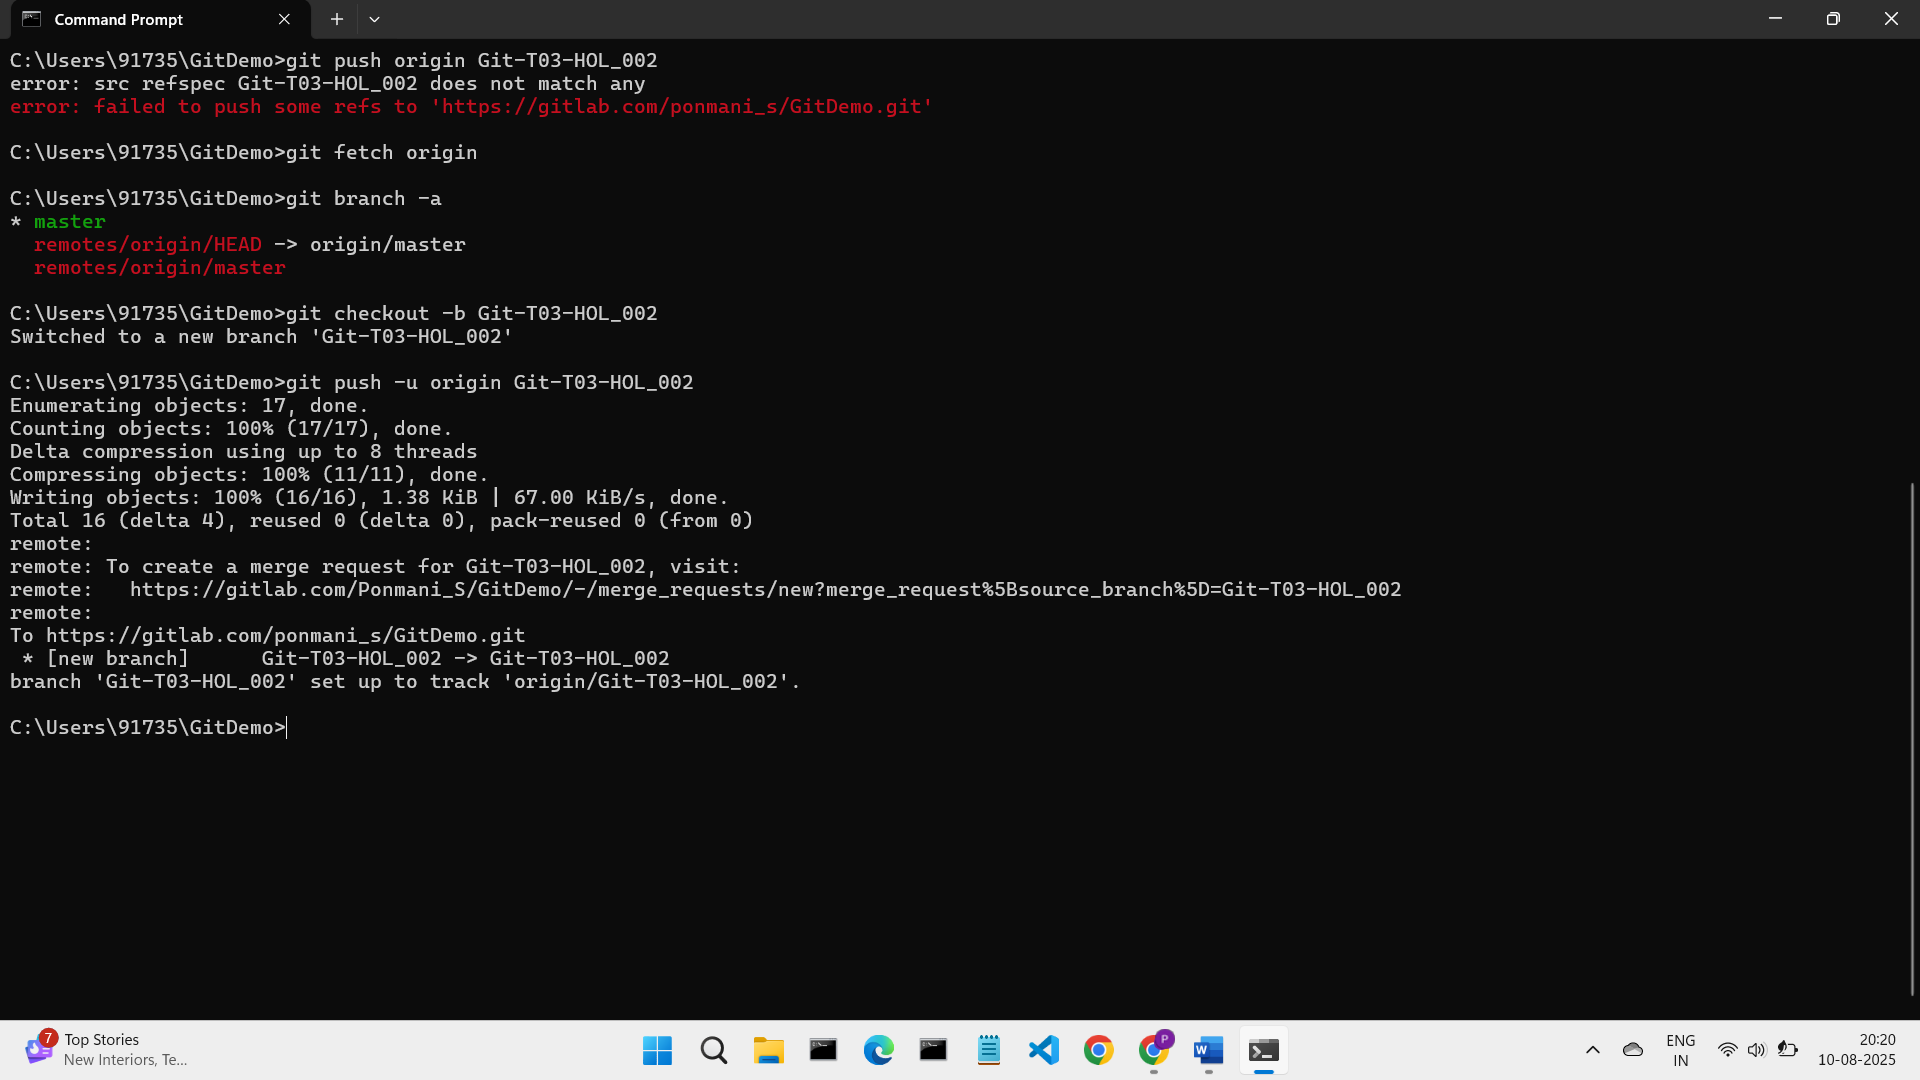 Command Prompt
C:\Users\91735\GitDemo>git push origin Git-T03-HOL_002
error: src refspec Git-T03-HOL_002 does not match any
error: failed to push some refs to 'https://gitlab.com/ponmani_s/GitDemo.git'
C:\Users\91735\GitDemo>git fetch origin
C:\Users\91735\GitDemo>git branch -a
* master
remotes/origin/HEAD -> origin/master
remotes/origin/master
C:\Users\91735\GitDemo>git checkout -b Git-T03-HOL_002
Switched to a new branch 'Git-T03-HOL_002'
C:\Users\91735\GitDemo>git push -u origin Git-T03-HOL_002
Enumerating objects: 17, done.
Counting objects: 100% (17/17), done.
Delta compression using up to 8 threads
Compressing objects: 100% (11/11), done.
Writing objects: 100% (16/16), 1.38 KiB | 67.00 KiB/s, done.
Total 16 (delta 4), reused 0 (delta 0), pack-reused 0 (from 0)
remote:
remote: To create a merge request for Git-T03-HOL_002, visit:
remote:   https://gitlab.com/Ponmani_S/GitDemo/-/merge_requests/new?merge_request%5Bsource_branch%5D=Git-T03-HOL_002
remote:
To https://gitlab.com/ponmani_s/GitDemo.git
* [new branch]      Git-T03-HOL_002 -> Git-T03-HOL_002
branch 'Git-T03-HOL_002' set up to track 'origin/Git-T03-HOL_002'.
C:\Users\91735\GitDemo>
7
Top Stories
New Interiors, Te...
P
W
ENG
IN
20:20
10-08-2025